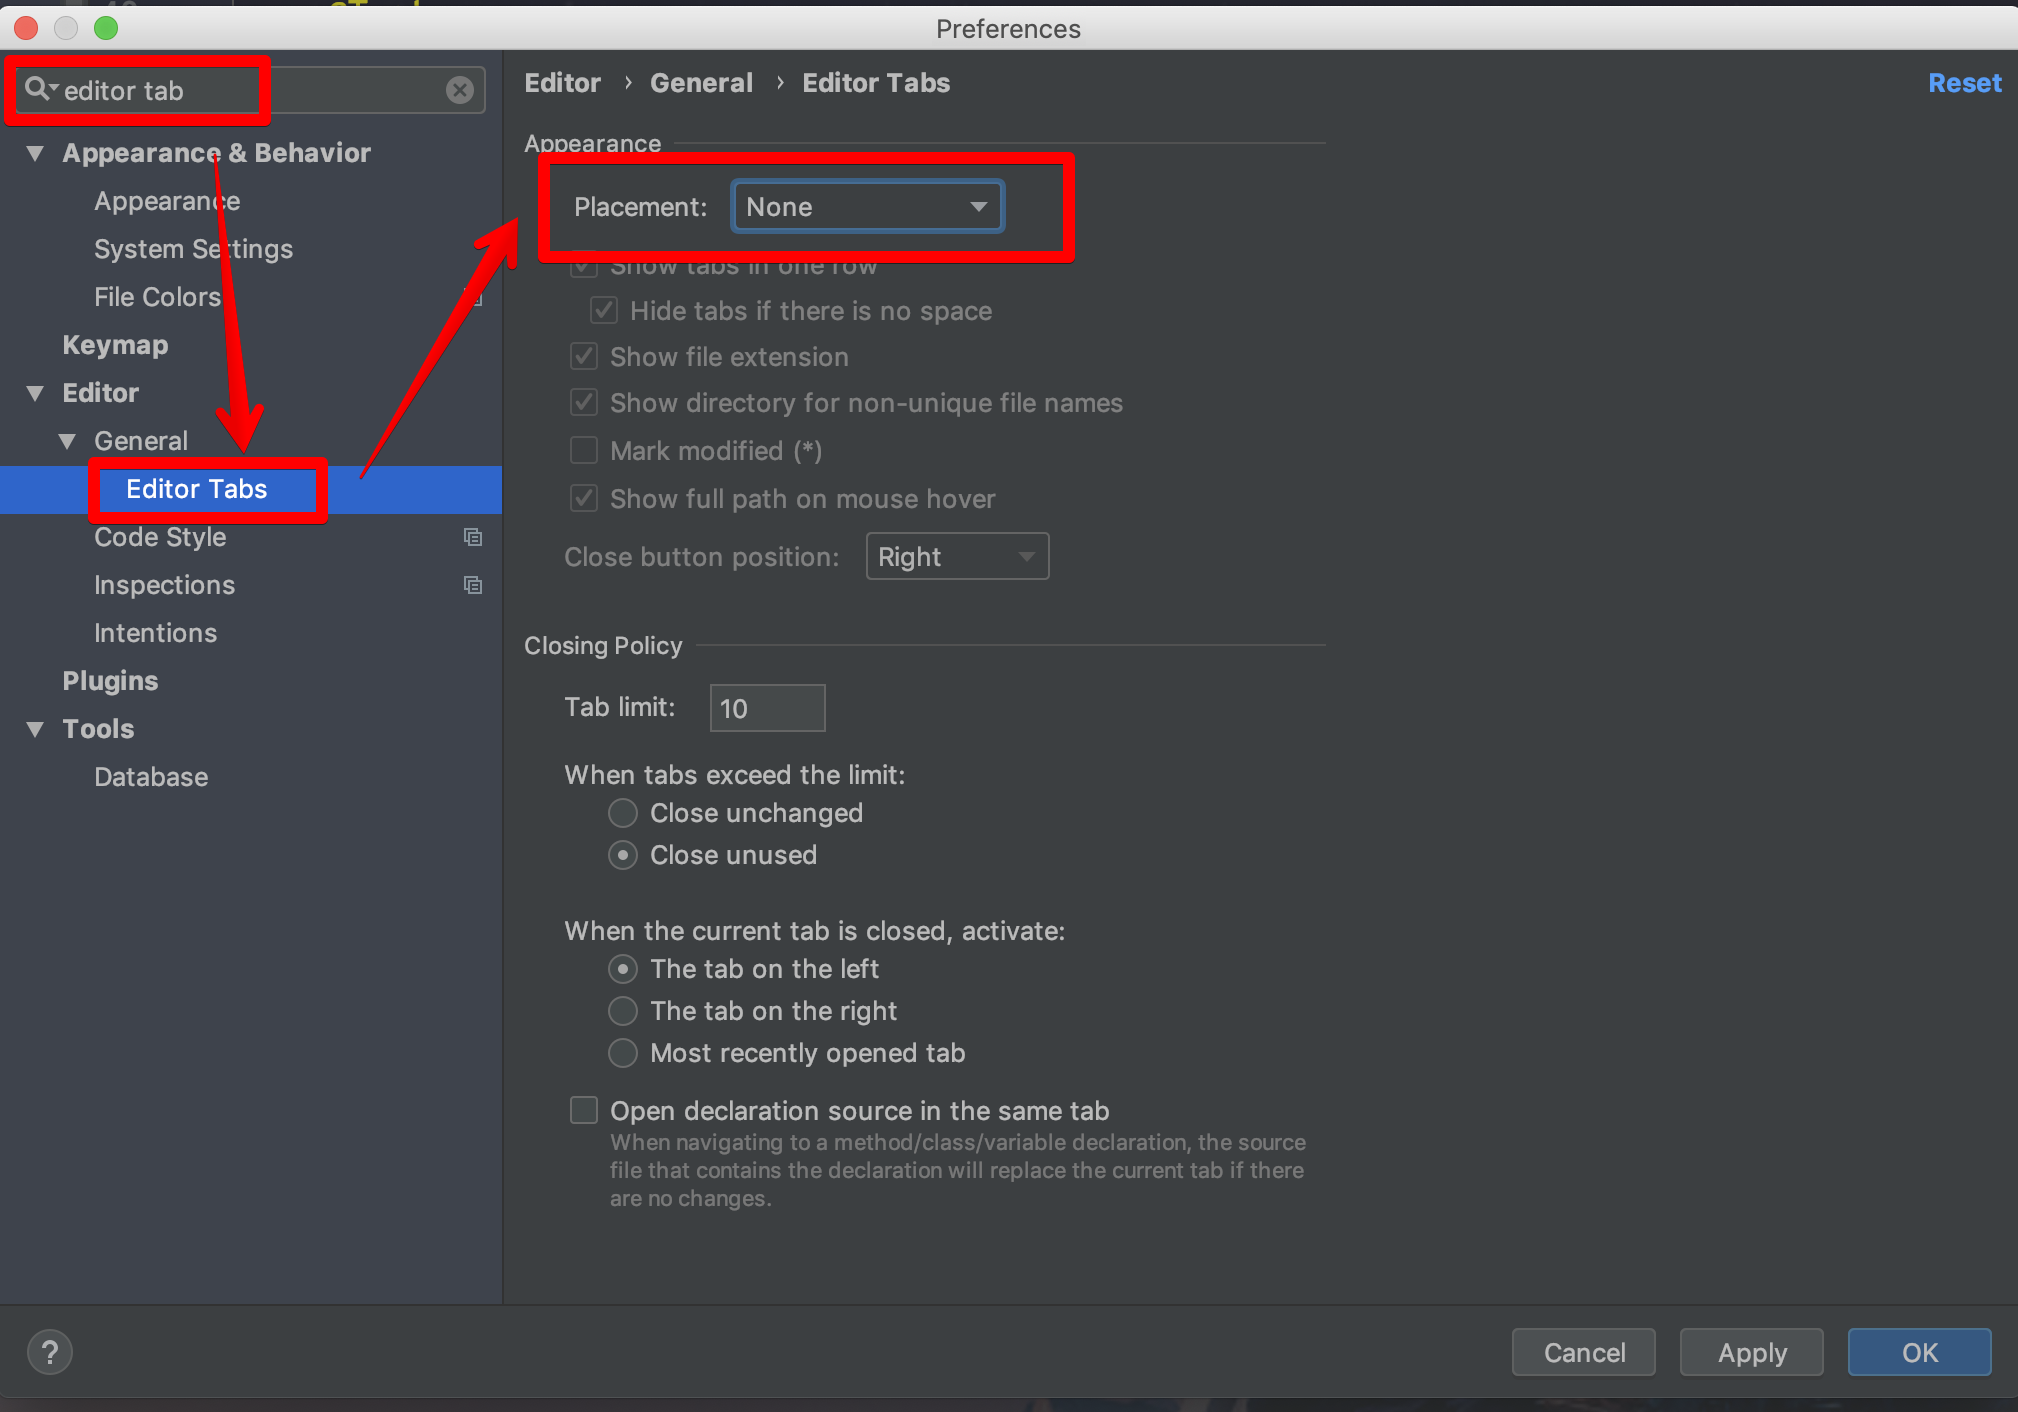 Preferences
editor tab
Appearance & Behavior
Appearance
System Settings
File Colors
Keymap
Editor
General
Editor Tabs
Code Style
Inspections
Intentions
Plugins
Tools
Database
Editor › General › Editor Tabs
Reset
Appearance
Placement: None
Show tabs in one row
Hide tabs if there is no space
Show file extension
Show directory for non-unique file names
Mark modified (*)
Show full path on mouse hover
Close button position: Right
Closing Policy
Tab limit: 10
When tabs exceed the limit:
Close unchanged
Close unused
When the current tab is closed, activate:
The tab on the left
The tab on the right
Most recently opened tab
Open declaration source in the same tab
When navigating to a method/class/variable declaration, the source
file that contains the declaration will replace the current tab if there
are no changes.
?
Cancel
Apply
OK